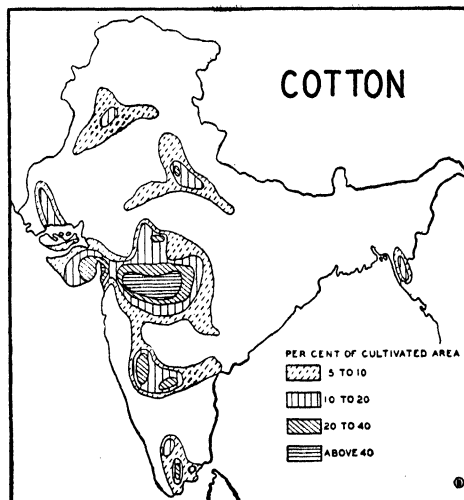 COTTON
PER CENT OF CULTIVATED AREA
5 TO 10
10 TO 20
20 TO 40
ABOVE 40